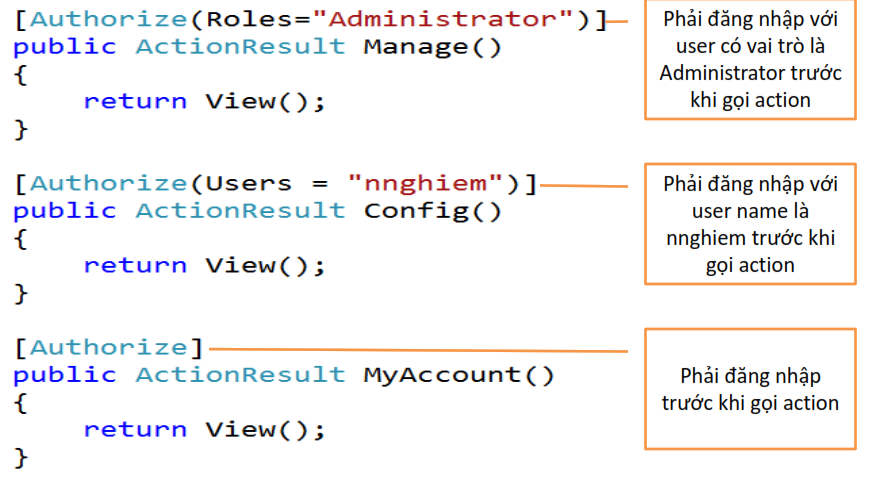 [Authorize(Roles="Administrator")]
public ActionResult Manage()
{
    return View();
}
Phải đăng nhập với
user có vai trò là
Administrator trước
khi gọi action
[Authorize(Users = "nnghiem")]
public ActionResult Config()
{
    return View();
}
Phải đăng nhập với
user name là
nnghiem trước khi
gọi action
[Authorize]
public ActionResult MyAccount()
{
    return View();
}
Phải đăng nhập
trước khi gọi action